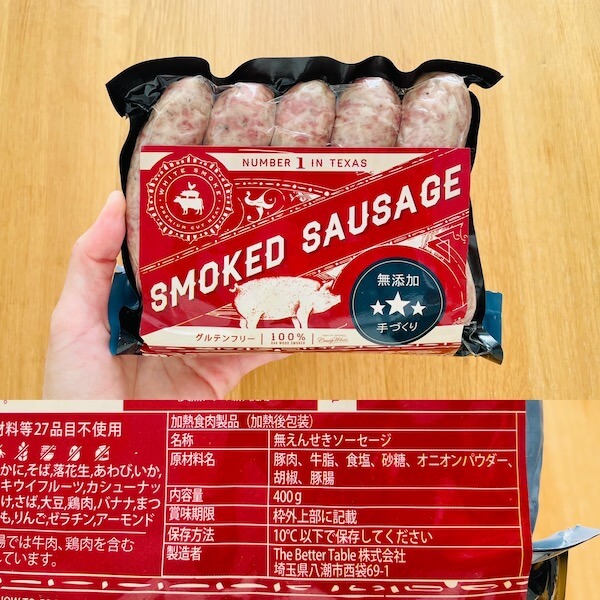 NUMBER 1 IN TEXAS
WHITE SMOKE
PREMIUM CUT
SMOKED SAUSAGE
無添加
手づくり
グルテンフリー
100%
OAK WOOD SMOKED
材料等27品目不使用
かに,そば,落花生,あわび,いか,
キウイフルーツ,カシューナッ
け,さば,大豆,鶏肉,バナナ,まつ
も,りんご,ゼラチン,アーモンド
場では牛肉、鶏肉を含む
しています。
加熱食肉製品（加熱後包装）
名称 無えんせきソーセージ
原材料名 豚肉、牛脂、食塩、砂糖、オニオンパウダー、
胡椒、豚腸
内容量 400g
賞味期限 枠外上部に記載
保存方法 10℃以下で保存してください
製造者 The Better Table 株式会社
埼玉県八潮市西袋69-1